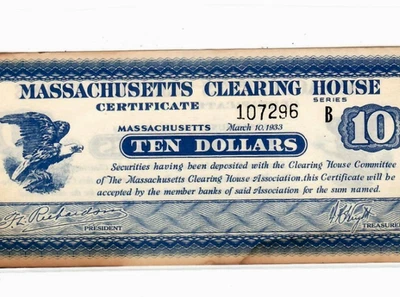 MASSACHUSETTS CLEARING HOUSE
CERTIFICATE 107296 SERIES B 10
MASSACHUSETTS March 10, 1933
TEN DOLLARS
Securities having been deposited with the Clearing House Committee
of The Massachusetts Clearing House Association, this Certificate will be
accepted by the member banks of said Association for the sum named.
PRESIDENT
TREASURER